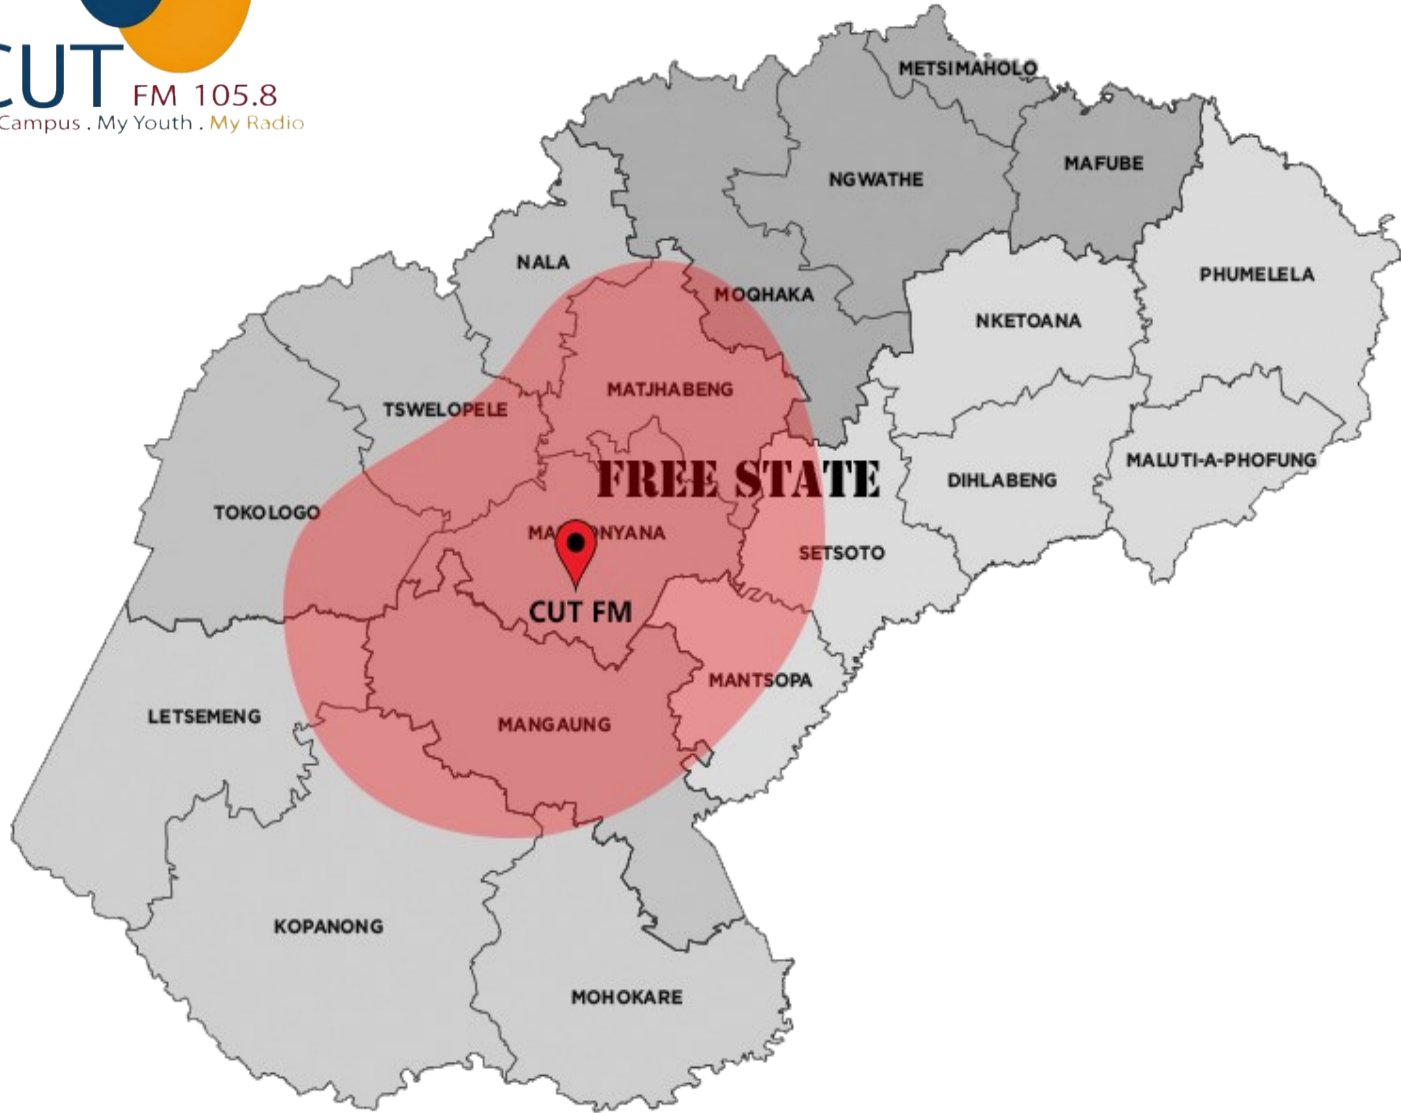 CUT FM 105.8
Campus . My Youth . My Radio
METSIMAHOLO
MAFUBE
NGWATHE
NALA
PHUMELELA
MOQHAKA
NKETOANA
MATJHABENG
TSWELOPELE
MALUTI-A-PHOFUNG
FREE STATE
DIHLABENG
TOKOLOGO
SETSOTO
CUT FM
MANTSOPA
LETSEMENG
MANGAUNG
KOPANONG
MOHOKARE